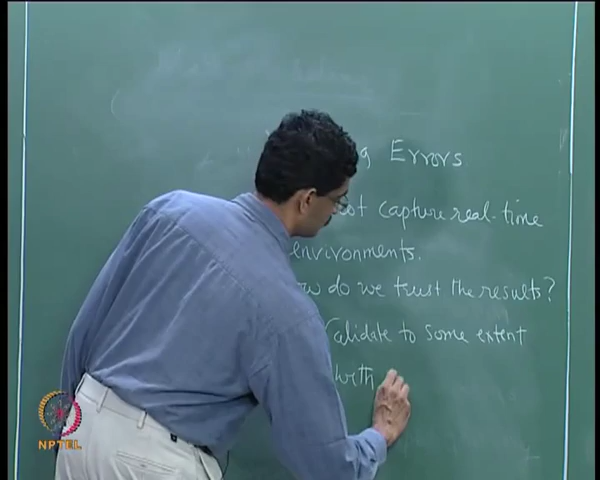 Errors.
capture real-time
environments.
do we trust the results?
Validate to some extent
with
NPTEL